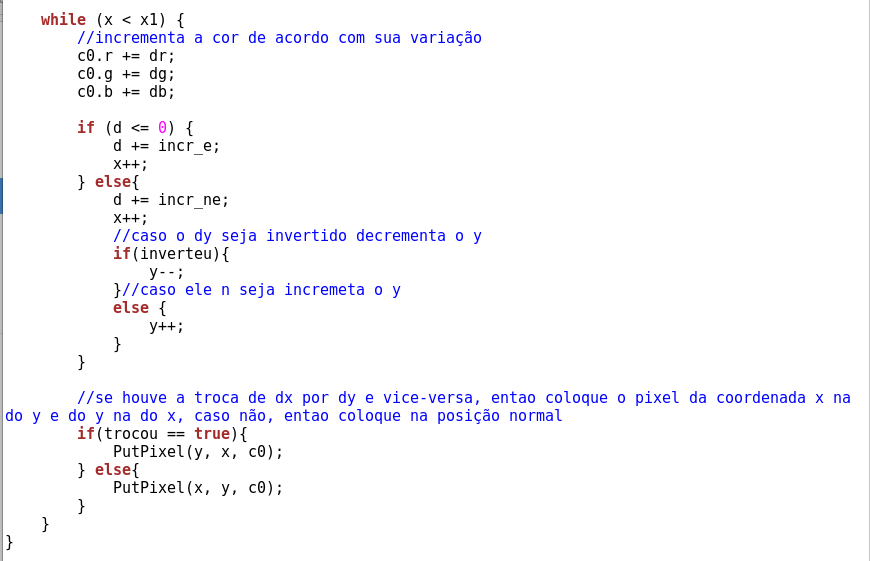 while (x < x1) {
//incrementa a cor de acordo com sua variação
c0.r += dr;
c0.g += dg;
c0.b += db;
if (d <= 0) {
d += incr_e;
x++;
} else{
d += incr_ne;
x++;
//caso o dy seja invertido decrementa o y
if(inverteu){
y--;
}//caso ele n seja incremeta o y
else {
y++;
}
}
//se houve a troca de dx por dy e vice-versa, entao coloque o pixel da coordenada x na
do y e do y na do x, caso não, entao coloque na posição normal
if(trocou == true){
PutPixel(y, x, c0);
} else{
PutPixel(x, y, c0);
}
}
}